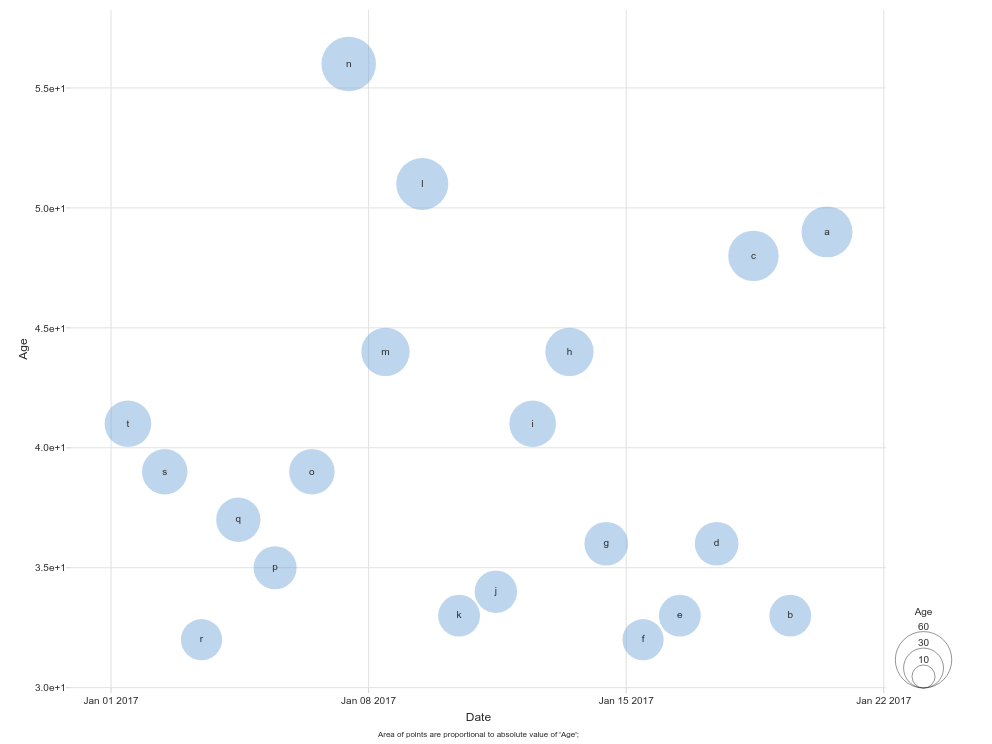 n
5.5e+1
l
5.0e+1
a
c
4.5e+1
m
h
Age
t
i
4.0e+1
s
o
q
g
d
p
3.5e+1
j
k
e
b
r
f
Age
60
30
10
3.0e+1
Jan 01 2017 Jan 08 2017 Jan 15 2017 Jan 22 2017
Date
Area of points are proportional to absolute value of 'Age';